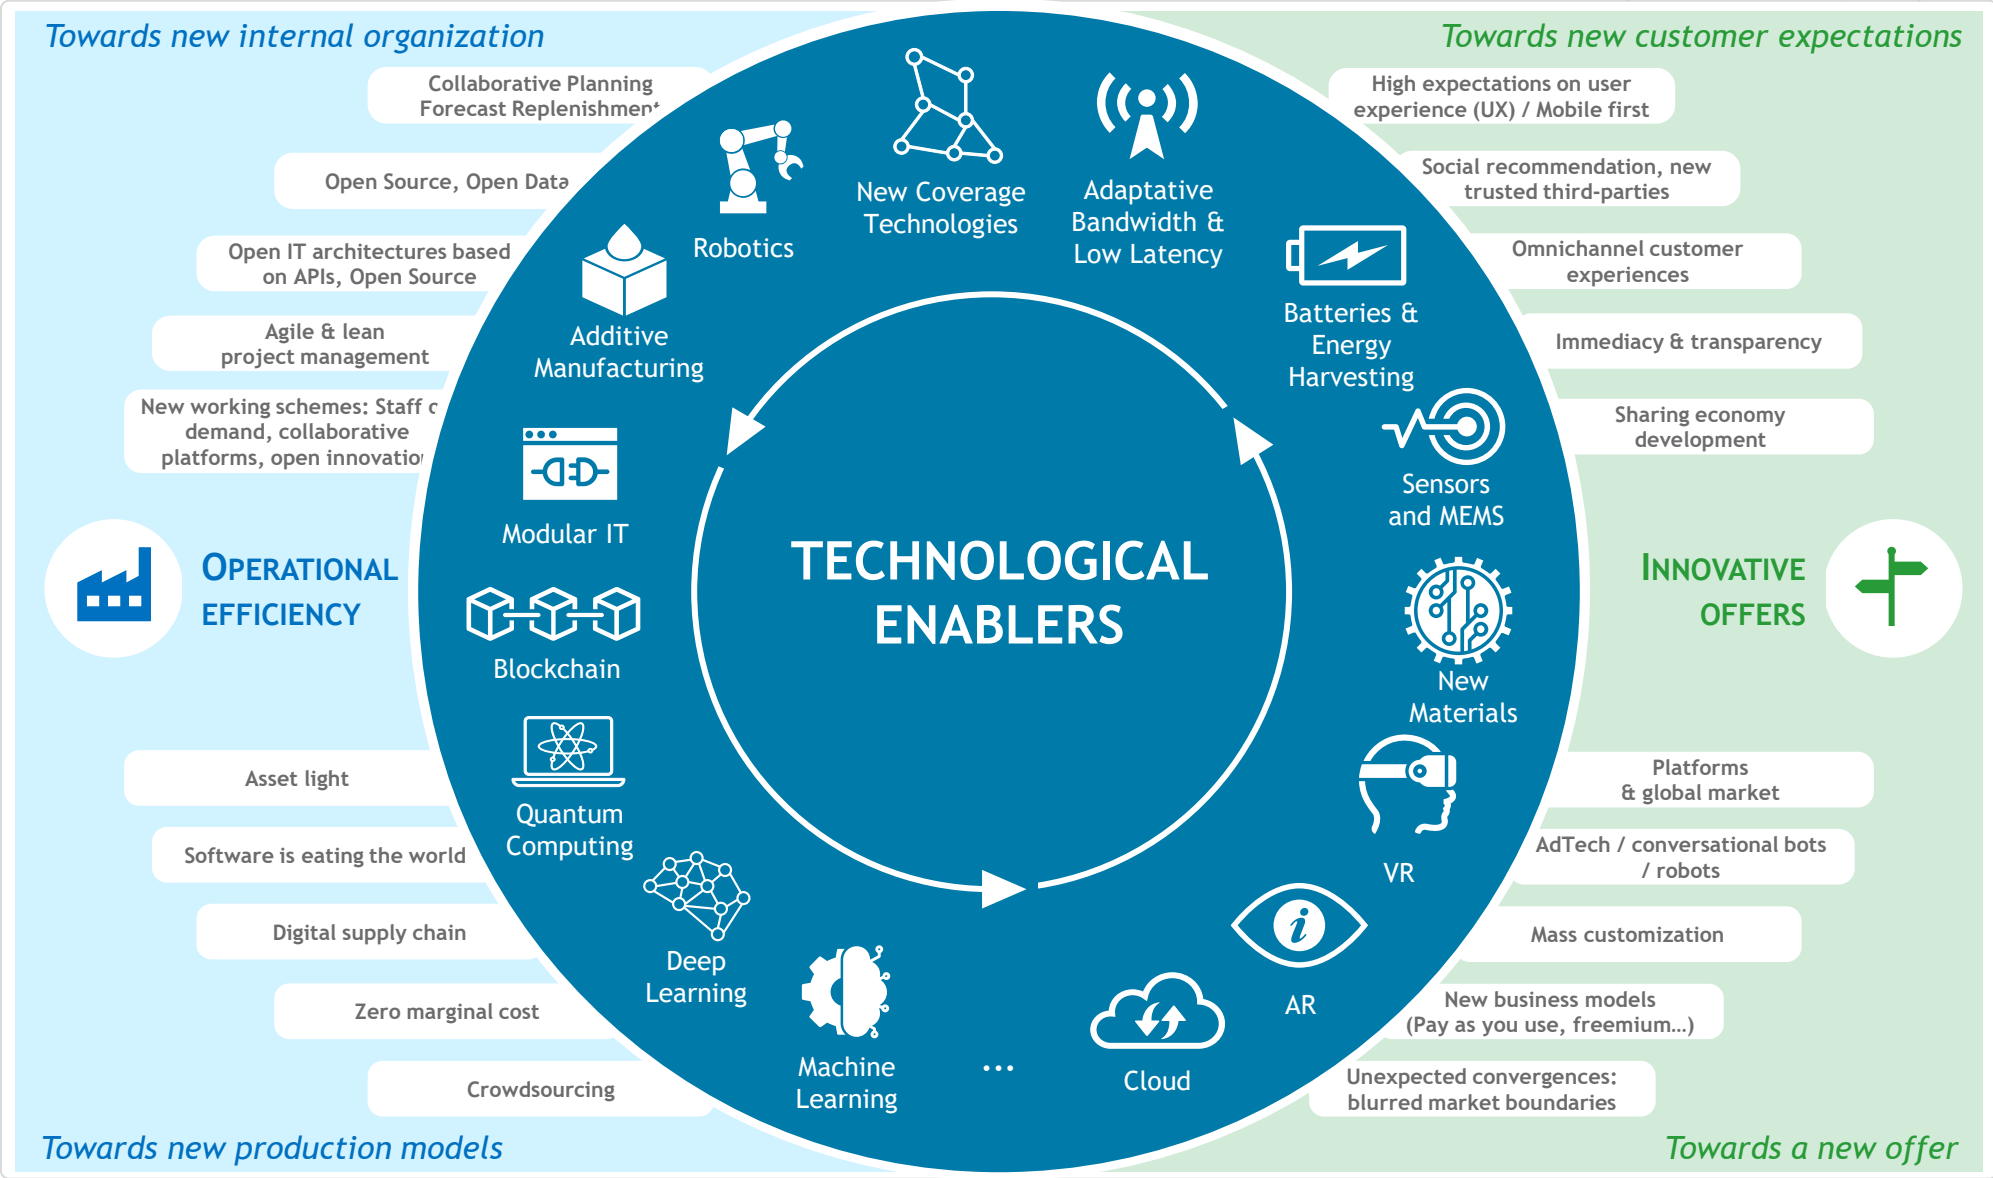 Towards new internal organization
Collaborative Planning
Forecast Replenishment
Open Source, Open Data
Open IT architectures based
on APIs, Open Source
Agile & lean
project management
New working schemes: Staff
demand, collaborative
platforms, open innovation
OPERATIONAL
EFFICIENCY
Asset light
Software is eating the world
Digital supply chain
Zero marginal cost
Crowdsourcing
Towards new production models
New Coverage
Technologies
Adaptative
Bandwidth &
Low Latency
Robotics
Batteries &
Energy
Harvesting
Additive
Manufacturing
Sensors
and MEMS
Modular IT
TECHNOLOGICAL
ENABLERS
Blockchain
New
Materials
Quantum
Computing
VR
Deep
Learning
AR
Machine
Learning
...
Cloud
Towards new customer expectations
High expectations on user
experience (UX) / Mobile first
Social recommendation, new
trusted third-parties
Omnichannel customer
experiences
Immediacy & transparency
Sharing economy
development
INNOVATIVE
OFFERS
Platforms
& global market
AdTech / conversational bots
/ robots
Mass customization
New business models
(Pay as you use, freemium…)
Unexpected convergences:
blurred market boundaries
Towards a new offer